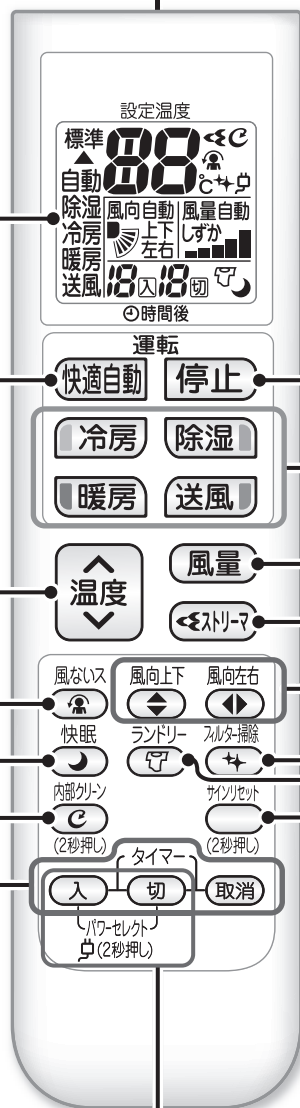 設定温度
標準
自動
88
℃
除湿
冷房
暖房
送風
風向自動
上下
左右
風量自動
しずか
18入18切
時間後
運転
快適自動
停止
冷房
除湿
暖房
送風
温度
風量
ストリーマ
風ないス
風向上下
風向左右
快眠
ランドリー
フィルター掃除
内部クリーン
サインリセット
(2秒押し)
(2秒押し)
タイマー
入
切
取消
パワーセレクト
(2秒押し)